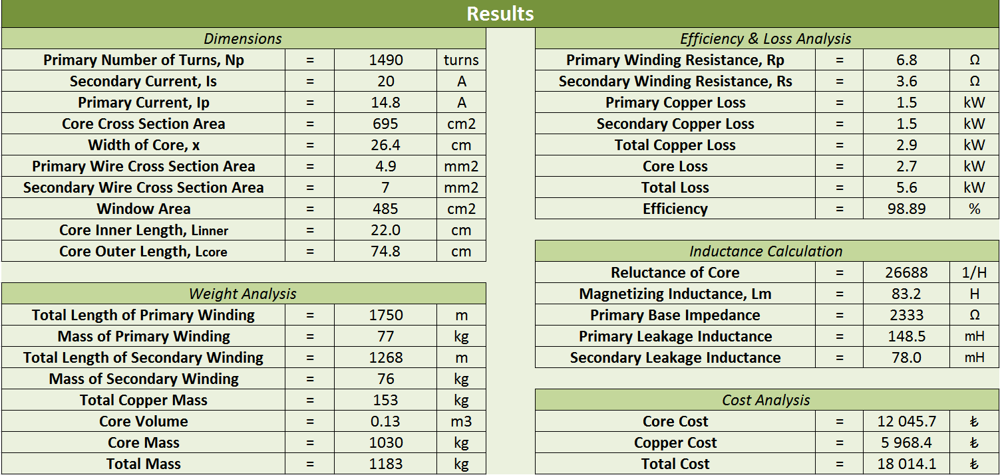 Results
Dimensions
Primary Number of Turns, Np = 1490 turns
Secondary Current, Is = 20 A
Primary Current, Ip = 14.8 A
Core Cross Section Area = 695 cm2
Width of Core, x = 26.4 cm
Primary Wire Cross Section Area = 4.9 mm2
Secondary Wire Cross Section Area = 7 mm2
Window Area = 485 cm2
Core Inner Length, Linner = 22.0 cm
Core Outer Length, Lcore = 74.8 cm
Weight Analysis
Total Length of Primary Winding = 1750 m
Mass of Primary Winding = 77 kg
Total Length of Secondary Winding = 1268 m
Mass of Secondary Winding = 76 kg
Total Copper Mass = 153 kg
Core Volume = 0.13 m3
Core Mass = 1030 kg
Total Mass = 1183 kg
Efficiency & Loss Analysis
Primary Winding Resistance, Rp = 6.8 Ω
Secondary Winding Resistance, Rs = 3.6 Ω
Primary Copper Loss = 1.5 kW
Secondary Copper Loss = 1.5 kW
Total Copper Loss = 2.9 kW
Core Loss = 2.7 kW
Total Loss = 5.6 kW
Efficiency = 98.89 %
Inductance Calculation
Reluctance of Core = 26688 1/H
Magnetizing Inductance, Lm = 83.2 H
Primary Base Impedance = 2333 Ω
Primary Leakage Inductance = 148.5 mH
Secondary Leakage Inductance = 78.0 mH
Cost Analysis
Core Cost = 12 045.7 ₺
Copper Cost = 5 968.4 ₺
Total Cost = 18 014.1 ₺